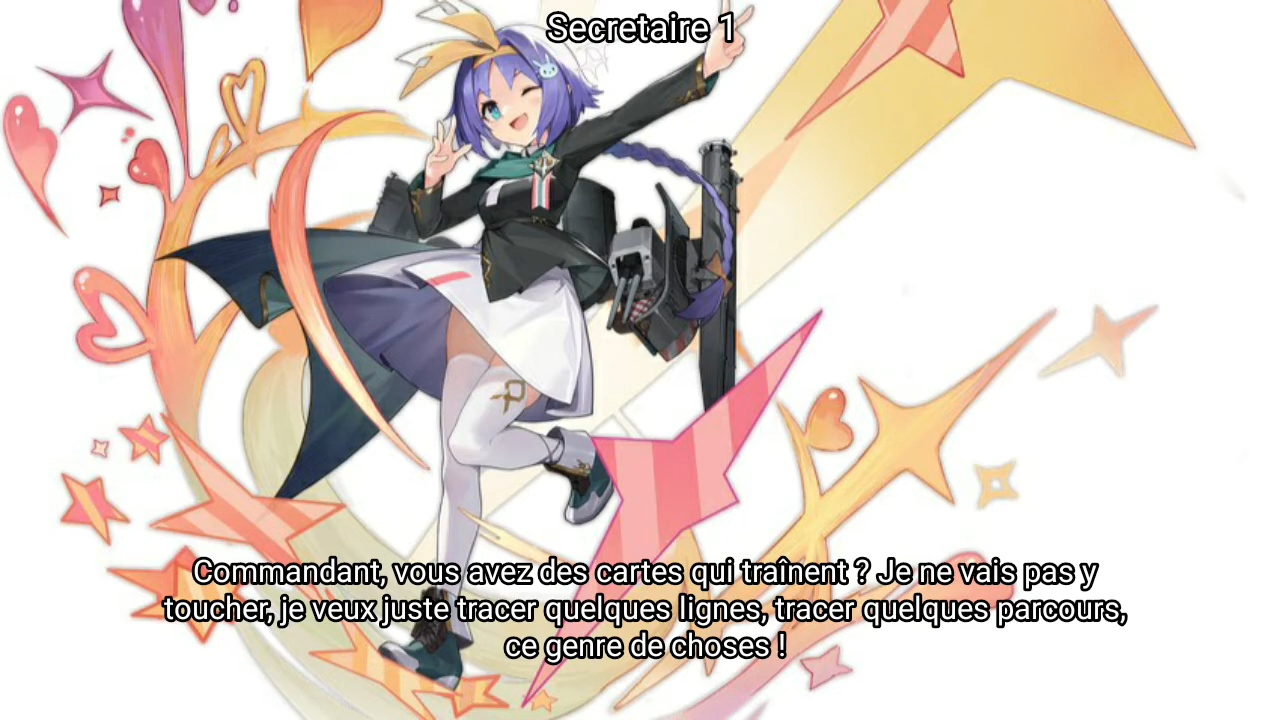 Secretaire 1
Commandant, vous avez des cartes qui traînent ? Je ne vais pas y
toucher, je veux juste tracer quelques lignes, tracer quelques parcours,
ce genre de choses !